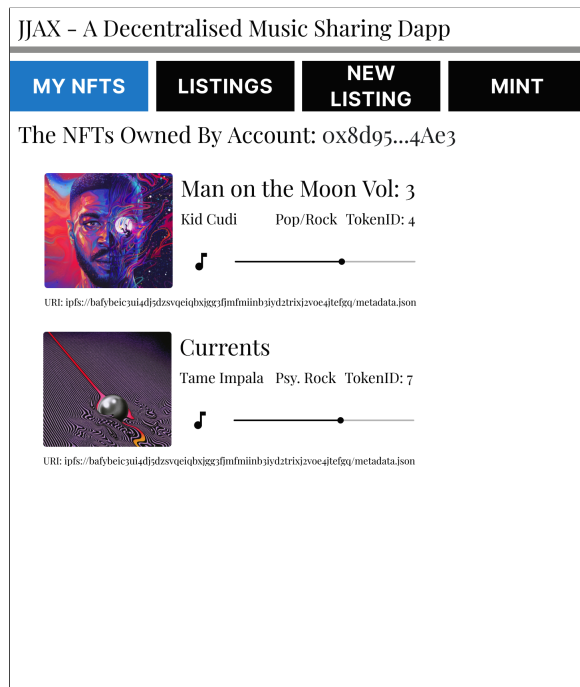 JJAX - A Decentralised Music Sharing Dapp
MY NFTS
LISTINGS
NEW
LISTING
MINT
The NFTs Owned By Account: 0x8d95...4Ae3
Man on the Moon Vol: 3
Kid Cudi Pop/Rock TokenID: 4
URI: ipfs://bafybeic3ui4dj5dzsvqeiqbxjgg3fjmfmiinb3iyd2trixj2voe4jtefgq/metadata.json
Currents
Tame Impala Psy. Rock TokenID: 7
URI: ipfs://bafybeic3ui4dj5dzsvqeiqbxjgg3fjmfmiinb3iyd2trixj2voe4jtefgq/metadata.json